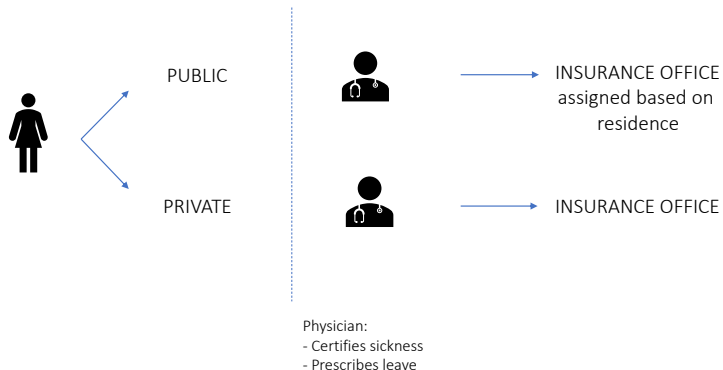 PUBLIC
INSURANCE OFFICE
assigned based on
residence
PRIVATE
INSURANCE OFFICE
Physician:
- Certifies sickness
- Prescribes leave